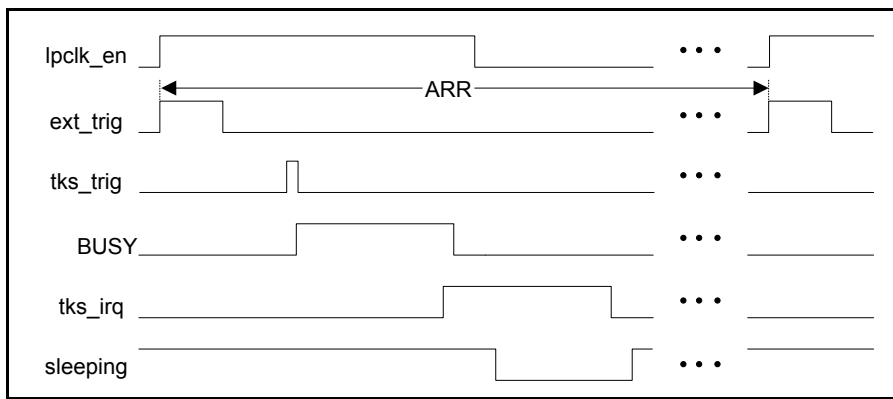 lpclk_en
ARR
ext_trig
tks_trig
BUSY
tks_irq
sleeping